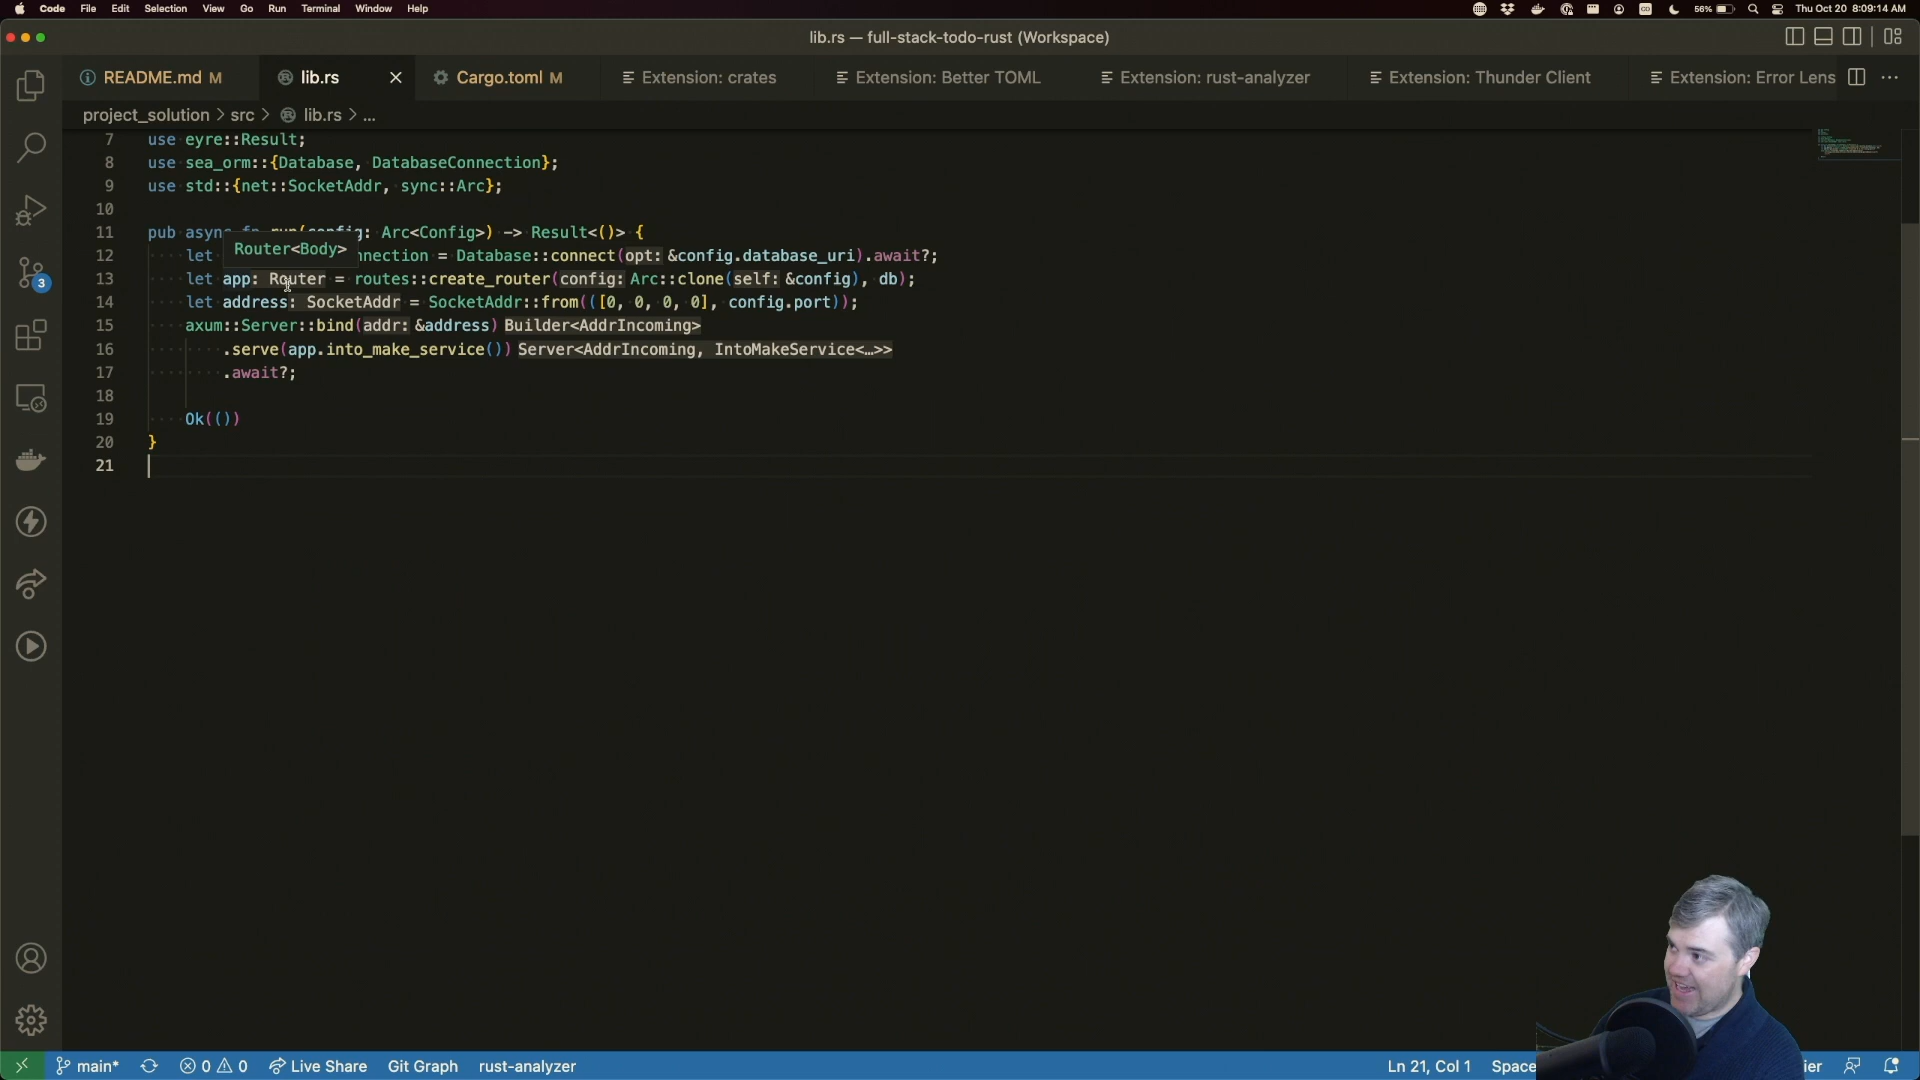 Code File Edit Selection View Go Run Terminal Window Help
56% Thu Oct 20 8:09:14 AM
lib.rs — full-stack-todo-rust (Workspace)
README.md M lib.rs Cargo.toml M Extension: crates Extension: Better TOML Extension: rust-analyzer Extension: Thunder Client Extension: Error Lens
project_solution > src > lib.rs > ...
7 use eyre::Result;
8 use sea_orm::{Database, DatabaseConnection};
9 use std::{net::SocketAddr, sync::Arc};
10
11 pub async fn run(config: Arc<Config>) -> Result<()> {
Router<Body>
12 let nnection = Database::connect(opt: &config.database_uri).await?;
13 let app: Router = routes::create_router(config: Arc::clone(self: &config), db);
14 let address: SocketAddr = SocketAddr::from(([0, 0, 0, 0], config.port));
15 axum::Server::bind(addr: &address) Builder<AddrIncoming>
16 .serve(app.into_make_service()) Server<AddrIncoming, IntoMakeService<…>>
17 .await?;
18
19 Ok(())
20 }
21
3
main* 0 0 Live Share Git Graph rust-analyzer Ln 21, Col 1 Space ier